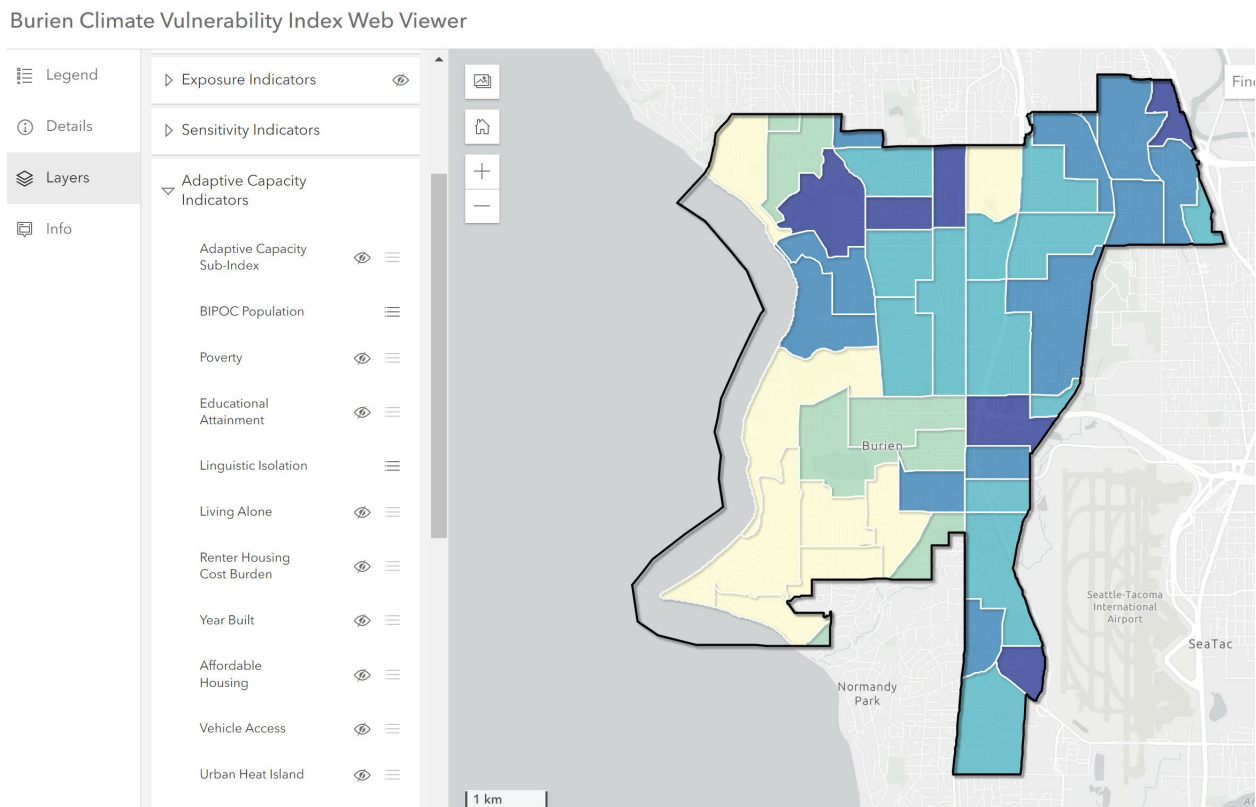 Burien Climate Vulnerability Index Web Viewer
Legend
Details
Layers
Info
Exposure Indicators
Sensitivity Indicators
Adaptive Capacity
Indicators
Adaptive Capacity
Sub-Index
BIPOC Population
Poverty
Educational
Attainment
Linguistic Isolation
Living Alone
Renter Housing
Cost Burden
Year Built
Affordable
Housing
Vehicle Access
Urban Heat Island
Find
Burien
Seattle-Tacoma
International
Airport
SeaTac
Normandy
Park
1 km